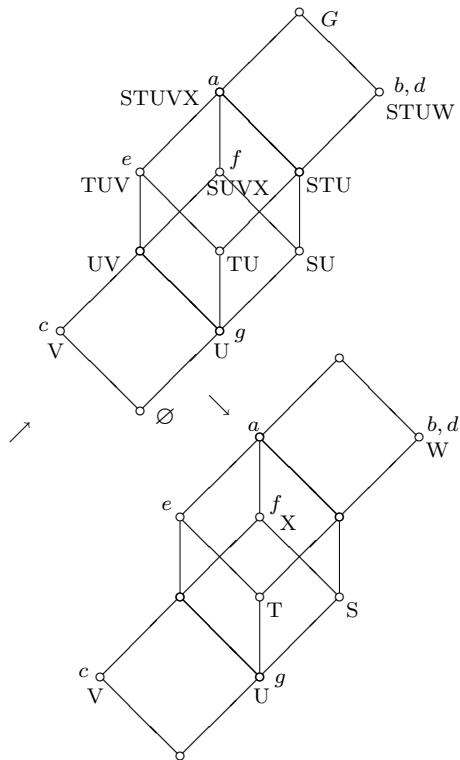 G
a b, d
STUVX STUW
e f
TUV SUVX STU
UV TU SU
c g
V U
∅ ↘
↗
a b, d
W
e f
X
T S
c g
V U